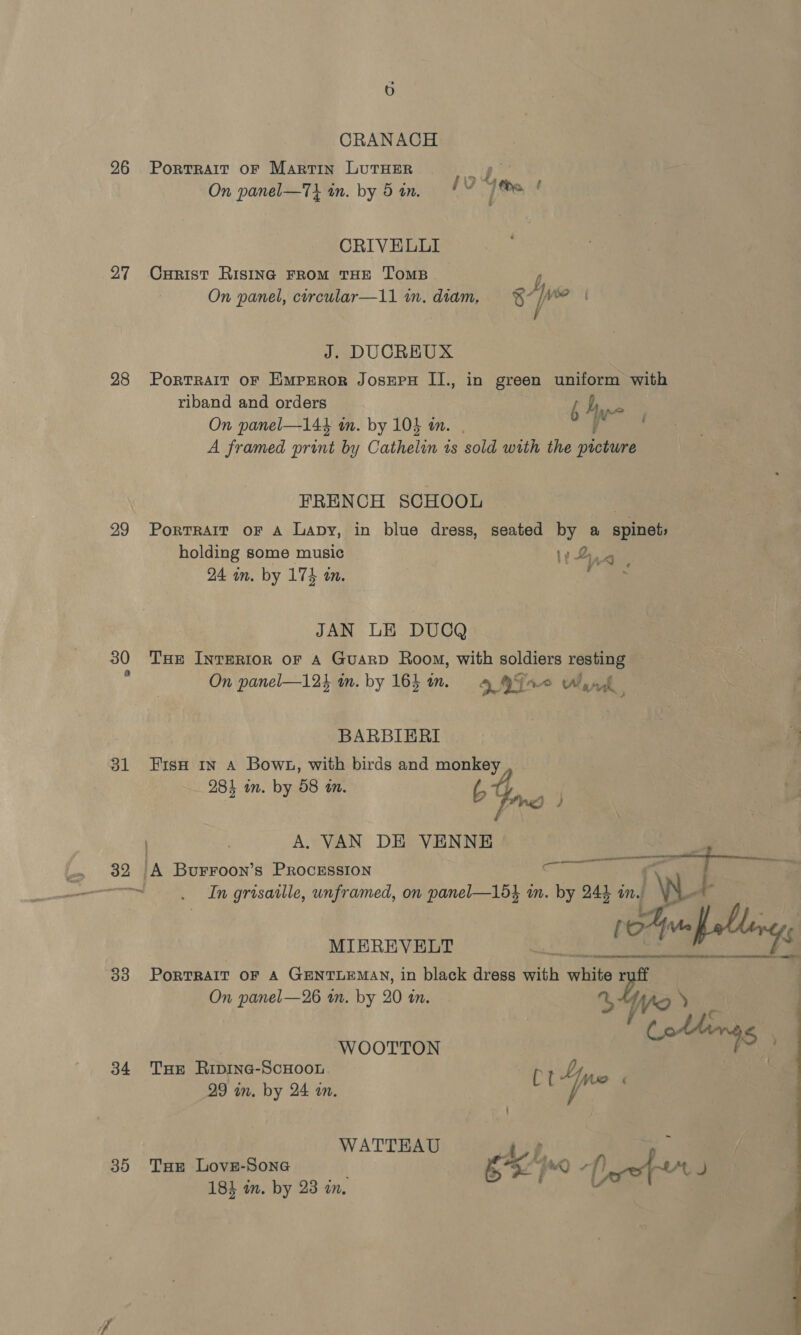 6
CRANACH
26 PORTRAIT OF MARTIN LUTHER
On panel—7¼ in. by 5 in.
CRIVELLI
27 CHRIST RISING FROM THE TOMB
On panel, circular—11 in. diam,
J. DUCREUX
28 PORTRAIT OF EMPEROR JOSEPH II., in green uniform with
riband and orders
On panel—14½ in. by 10½ in.
A framed print by Cathelin is sold with the picture
FRENCH SCHOOL
29 PORTRAIT OF A LADY, in blue dress, seated by a spinet,
holding some music
24 in. by 17½ in.
JAN LE DUCQ
30 THE INTERIOR OF A GUARD ROOM, with soldiers resting
On panel—12½ in. by 16½ in.
BARBIERI
31 FISH IN A BOWL, with birds and monkey
28½ in. by 58 in.
A. VAN DE VENNE
32 A BUFFOON'S PROCESSION
In grisaille, unframed, on panel—15½ in. by 24½ in.
MIEREVELT
33 PORTRAIT OF A GENTLEMAN, in black dress with white ruff
On panel—26 in. by 20 in.
Collings
WOOTTON
34 THE RIDING-SCHOOL
29 in. by 24 in.
WATTEAU
35 THE LOVE-SONG
18½ in. by 23 in.